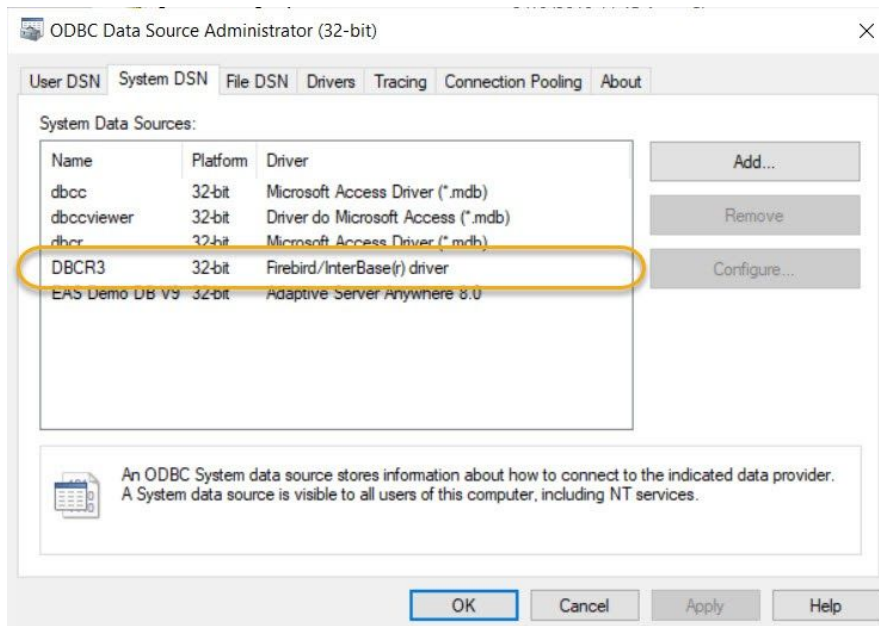 ODBC Data Source Administrator (32-bit)
User DSN System DSN File DSN Drivers Tracing Connection Pooling About
System Data Sources:
Name Platform Driver
dbcc 32-bit Microsoft Access Driver (*.mdb)
dbccviewer 32-bit Driver do Microsoft Access (*.mdb)
dbcr 32-bit Microsoft Access Driver (*.mdb)
DBCR3 32-bit Firebird/InterBase(r) driver
EAS Demo DB V9 32-bit Adaptive Server Anywhere 8.0
Add...
Remove
Configure...
An ODBC System data source stores information about how to connect to the indicated data provider.
A System data source is visible to all users of this computer, including NT services.
OK Cancel Apply Help